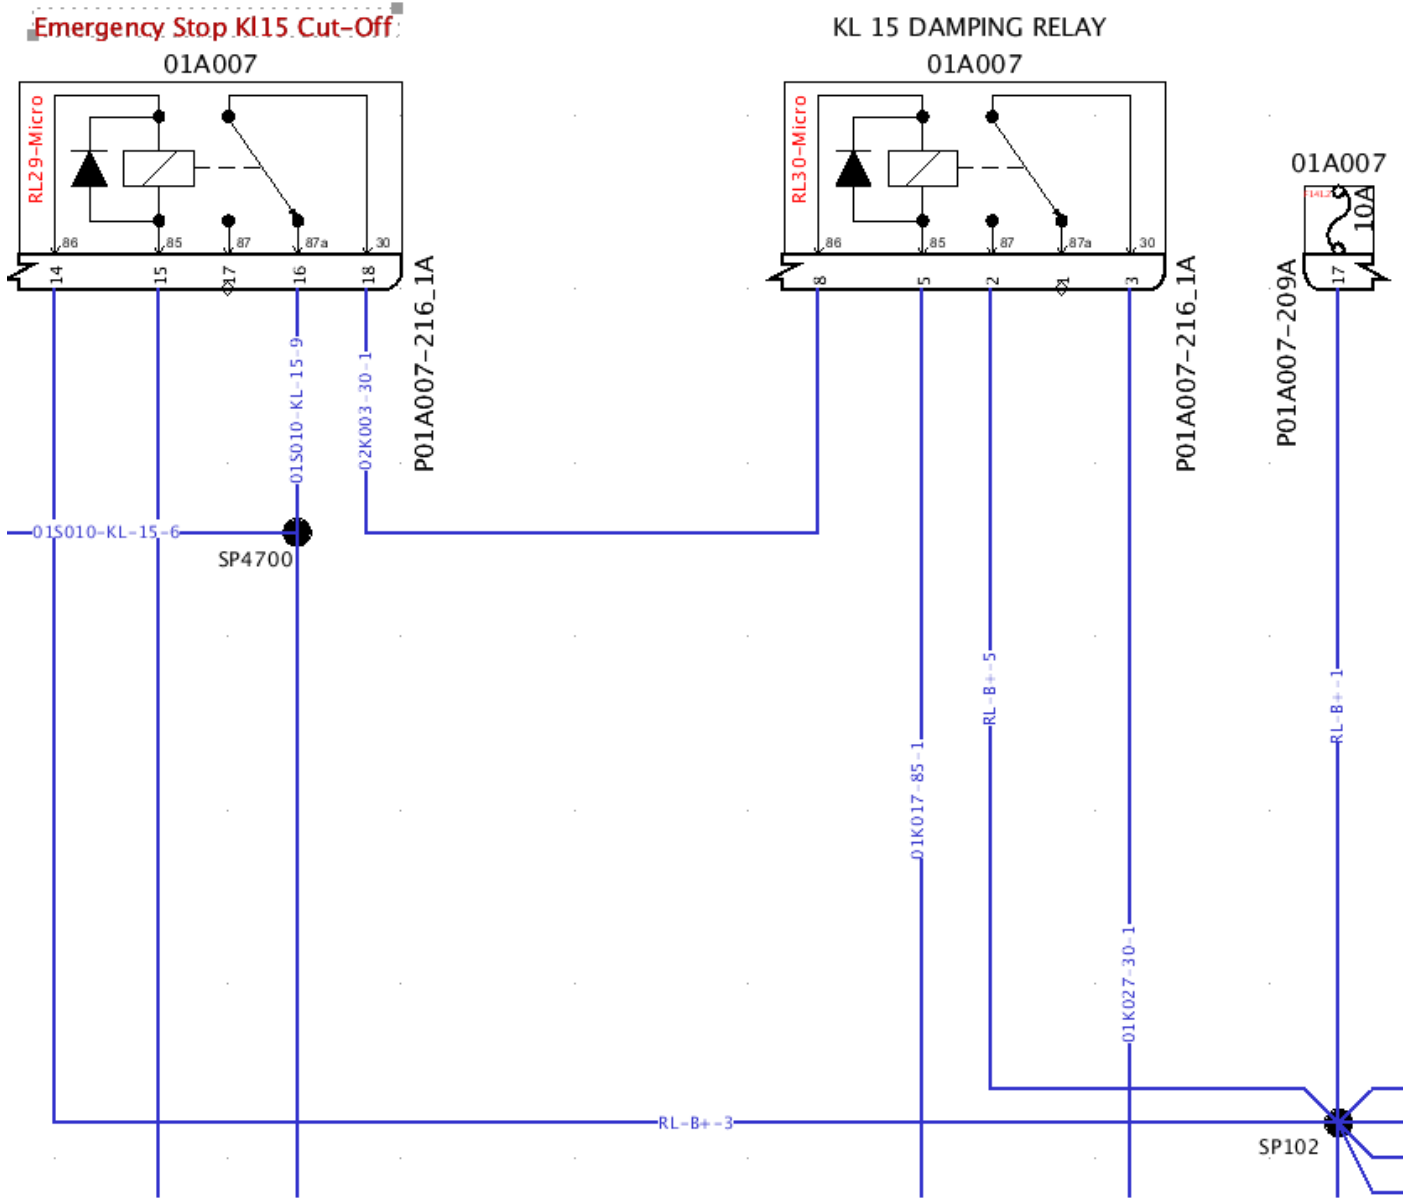 Emergency Stop Kl15 Cut-Off
01A007
RL29-Micro
86
85
87
87a
30
14
15
17
16
18
P01A007-216_1A
KL 15 DAMPING RELAY
01A007
RL30-Micro
86
85
87
87a
30
8
5
2
1
3
P01A007-216_1A
01A007
10A
17
P01A007-209A
01S010-KL-15-9
02K003-30-1
01S010-KL-15-6
SP4700
RL-B+-5
RL-B+-1
01K017-85-1
01K027-30-1
RL-B+-3
SP102